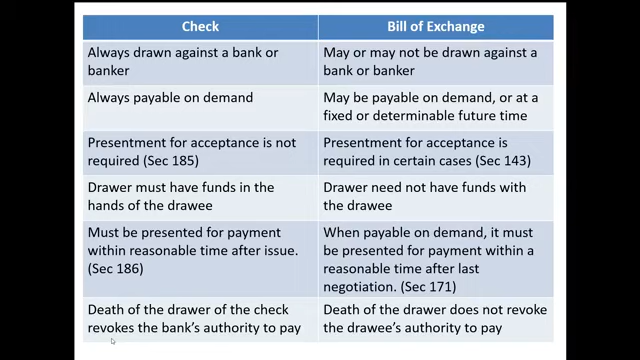 Check
Bill of Exchange
Always drawn against a bank or
banker
May or may not be drawn against a
bank or banker
Always payable on demand
May be payable on demand, or at a
fixed or determinable future time
Presentment for acceptance is not
required (Sec 185)
Presentment for acceptance is
required in certain cases (Sec 143)
Drawer must have funds in the
hands of the drawee
Drawer need not have funds with
the drawee
Must be presented for payment
within reasonable time after issue.
(Sec 186)
When payable on demand, it must
be presented for payment within a
reasonable time after last
negotiation. (Sec 171)
Death of the drawer of the check
revokes the bank's authority to pay
Death of the drawer does not revoke
the drawee's authority to pay